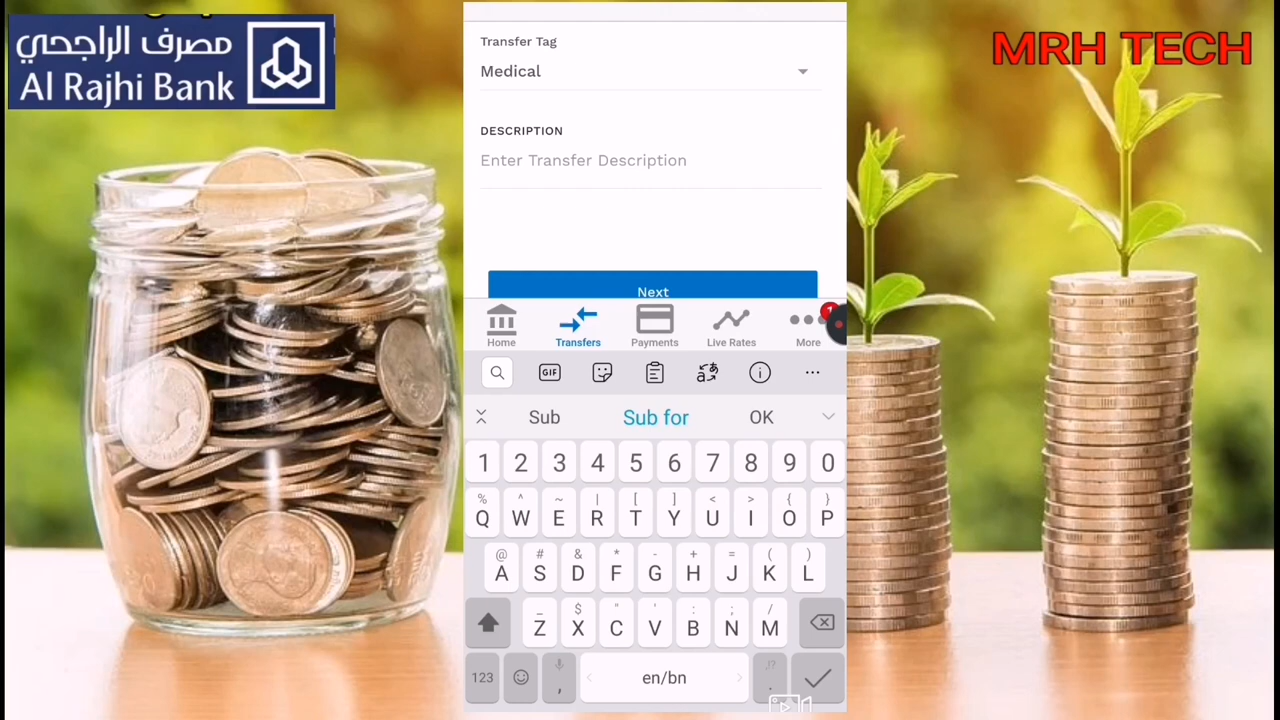 مصرف الراجحي
Al Rajhi Bank
MRH TECH
Transfer Tag
Medical
DESCRIPTION
Enter Transfer Description
Next
1
Home Transfers Payments Live Rates More
GIF
Sub Sub for OK
1 2 3 4 5 6 7 8 9 0
% ^ ~ | [ ] < > { }
Q W E R T Y U I O P
@ # & * - + = ( )
A S D F G H J K L
_ $ " ' : ; /
Z X C V B N M
123 , en/bn .